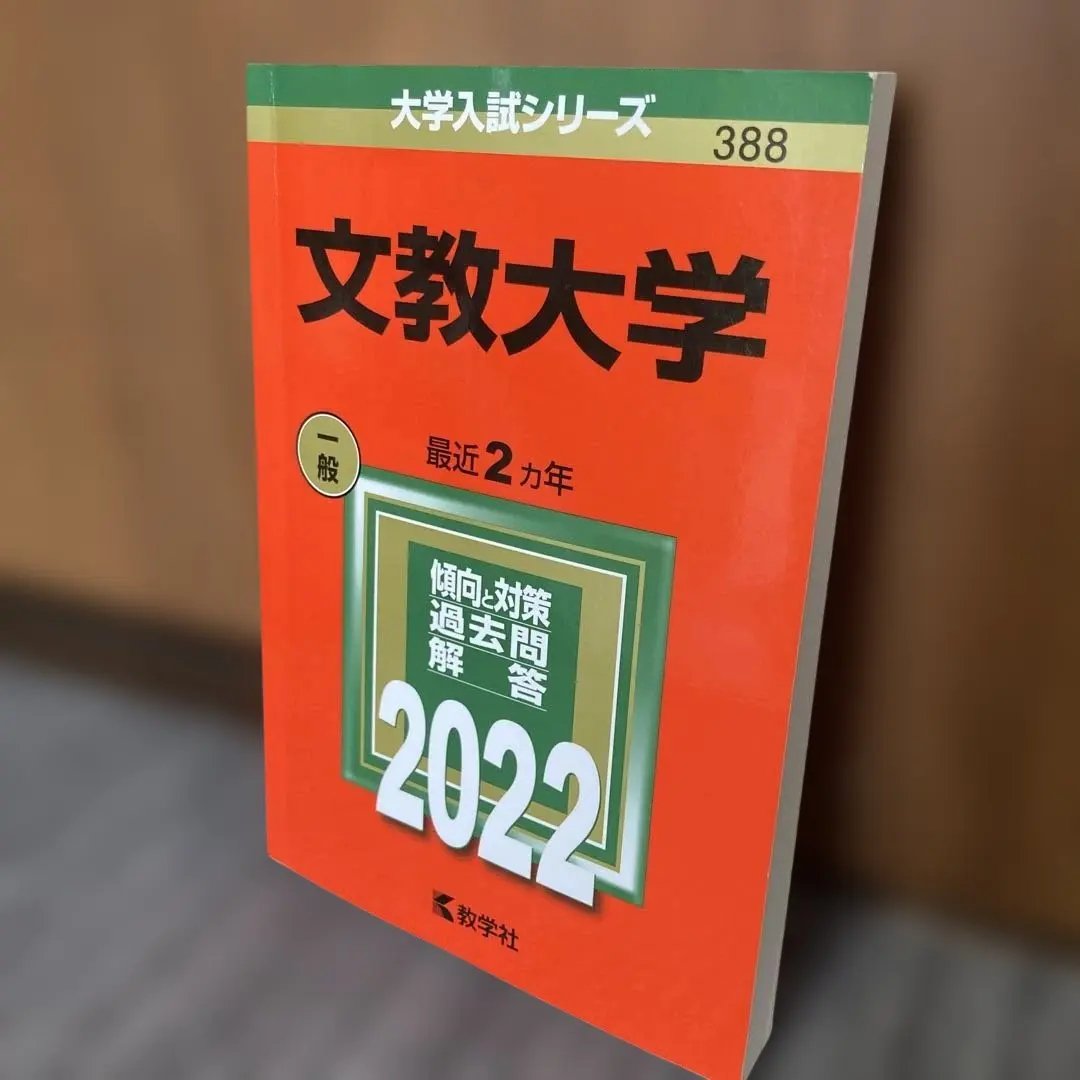 大学入試シリーズ
388
文教大学
一般
最近2カ年
傾向と対策
過去問
解答
2022
教学社